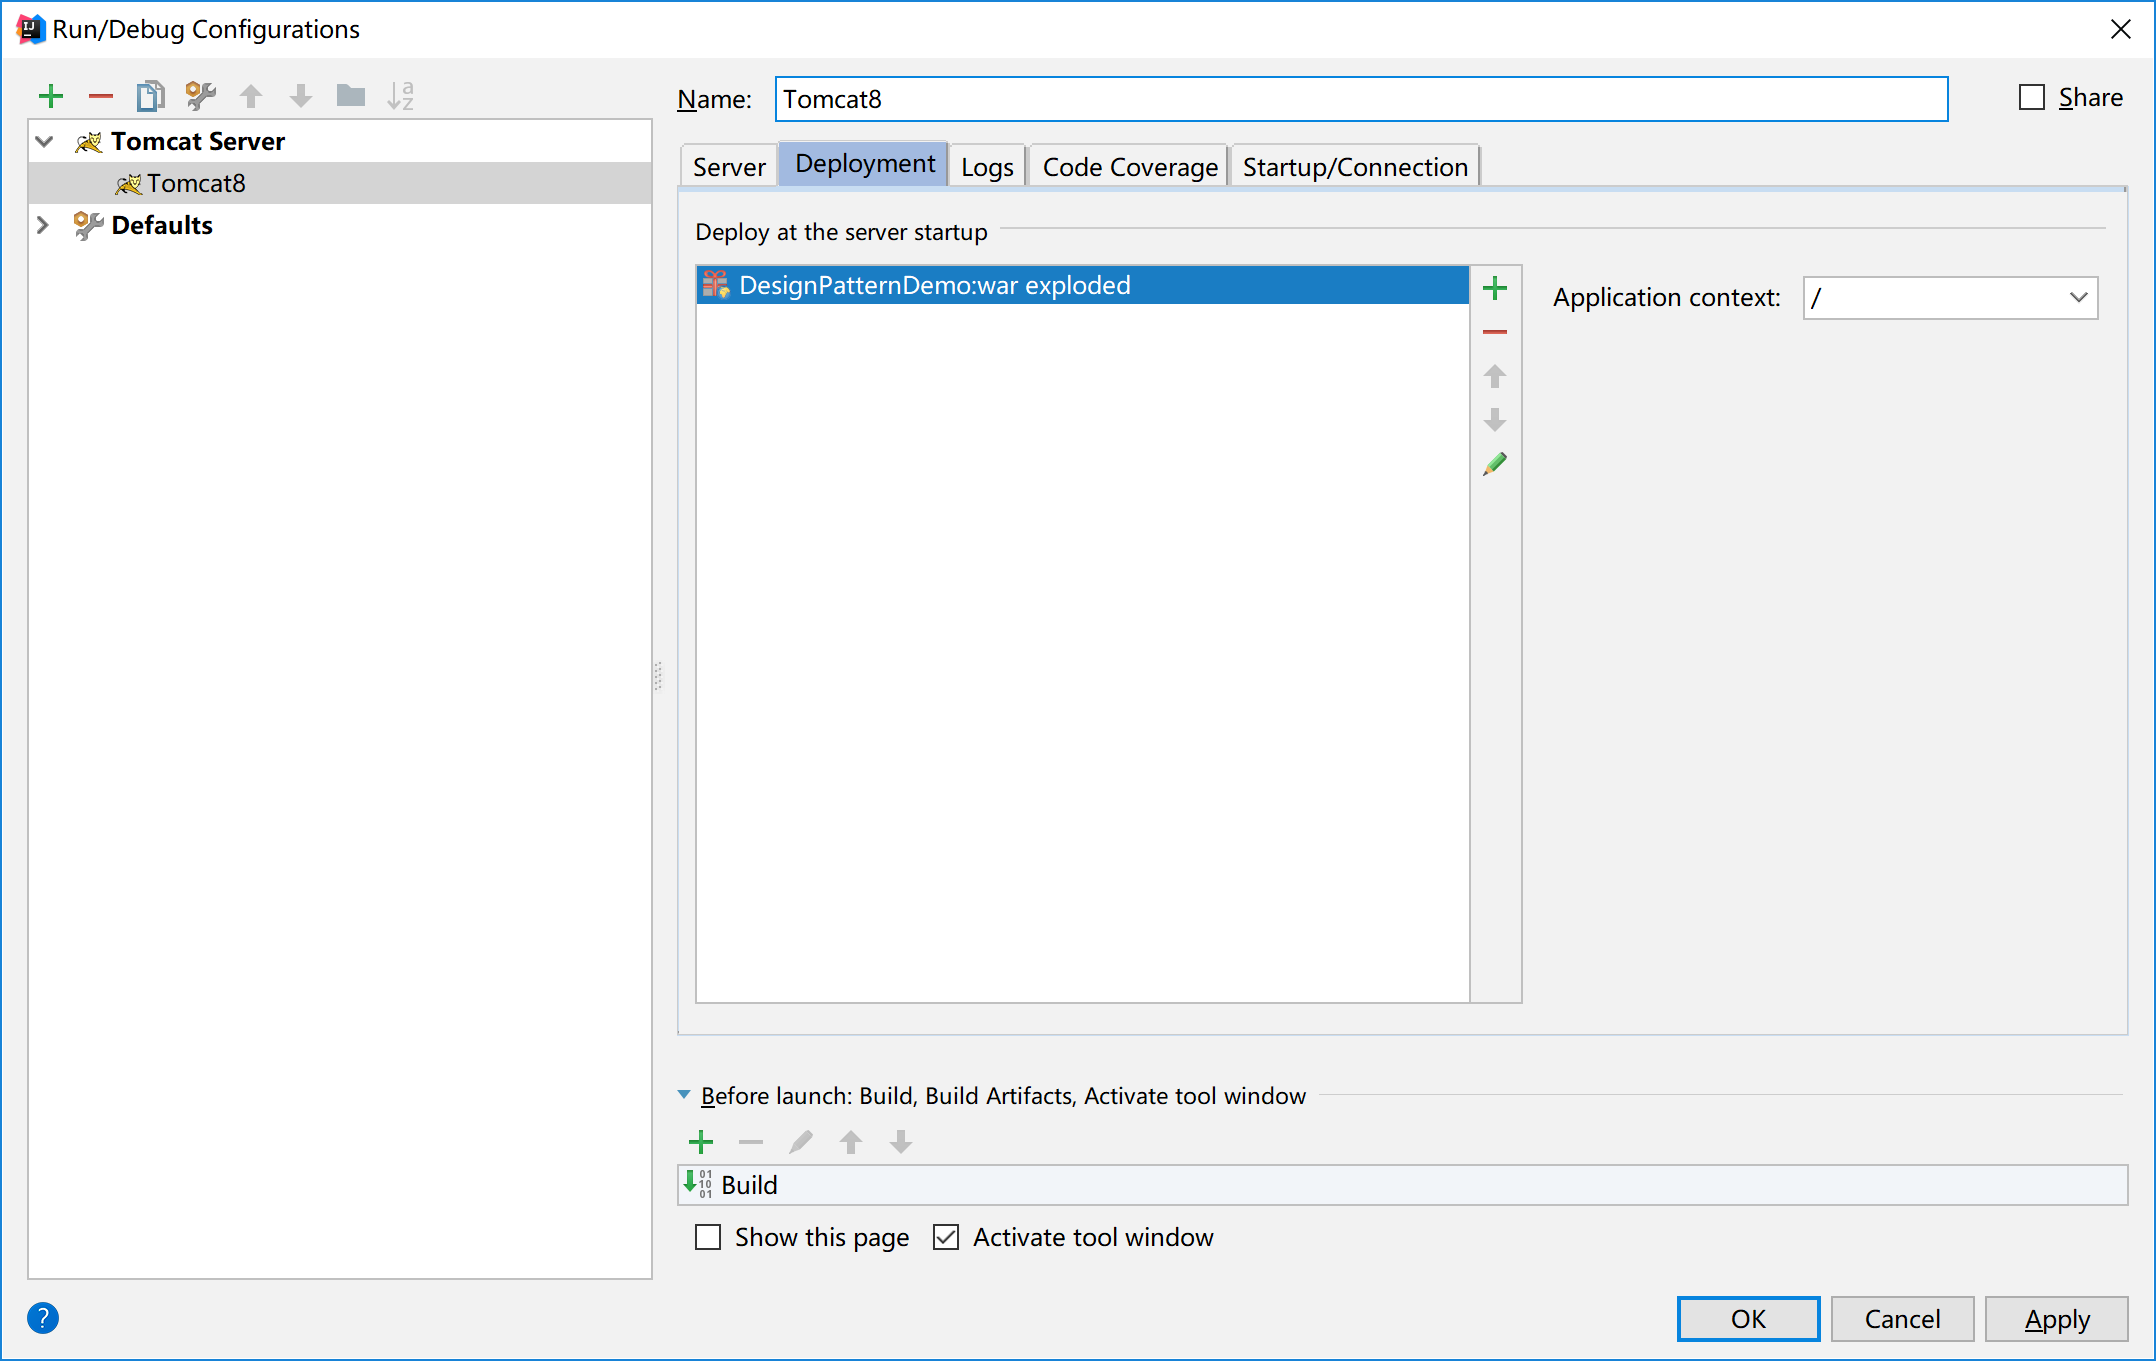 Run/Debug Configurations
Name: Tomcat8
Share
Tomcat Server
Tomcat8
Defaults
Server Deployment Logs Code Coverage Startup/Connection
Deploy at the server startup
DesignPatternDemo:war exploded
Application context: /
Before launch: Build, Build Artifacts, Activate tool window
Build
Show this page Activate tool window
? OK Cancel Apply